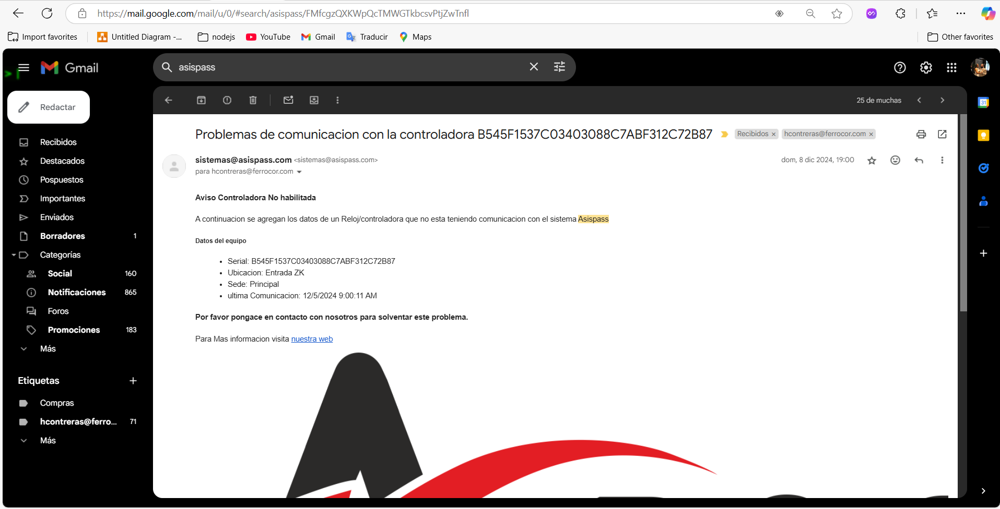 https://mail.google.com/mail/u/0/#search/asispass/FMfcgzQXKWpQcTMWGTkbcsvPtjZwTnfl
Import favorites
Untitled Diagram -...
nodejs
YouTube
Gmail
Traducir
Maps
Other favorites
Gmail
asispass
Redactar
25 de muchas
Recibidos
Destacados
Pospuestos
Importantes
Enviados
Borradores 1
Categorías
Social 160
Notificaciones 865
Foros
Promociones 183
Más
Etiquetas
Compras
hcontreras@ferro... 71
Más
Problemas de comunicacion con la controladora B545F1537C03403088C7ABF312C72B87
Recibidos ×
hcontreras@ferrocor.com ×
sistemas@asispass.com <sistemas@asispass.com>
dom, 8 dic 2024, 19:00
para hcontreras@ferrocor.com
Aviso Controladora No habilitada
A continuacion se agregan los datos de un Reloj/controladora que no esta teniendo comunicacion con el sistema Asispass
Datos del equipo
• Serial: B545F1537C03403088C7ABF312C72B87
• Ubicacion: Entrada ZK
• Sede: Principal
• ultima Comunicacion: 12/5/2024 9:00:11 AM
Por favor pongace en contacto con nosotros para solventar este problema.
Para Mas informacion visita nuestra web
31